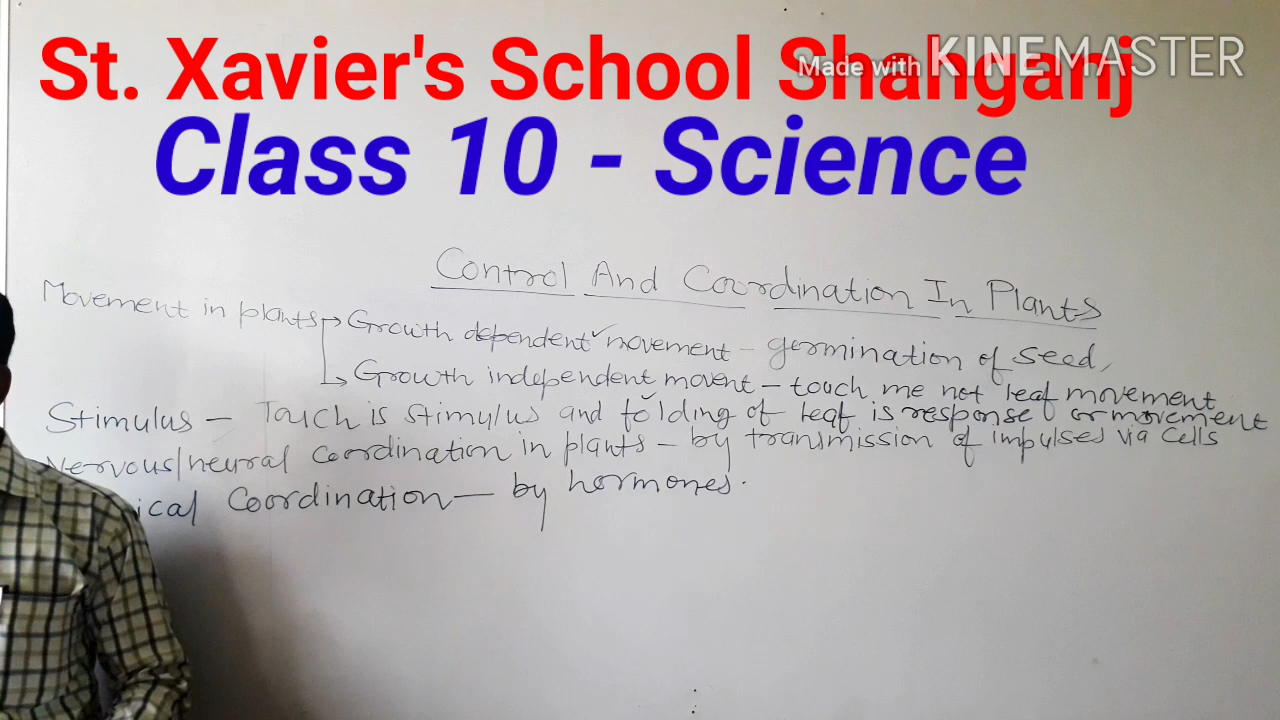 St. Xavier's School Shahganj
Made with KINEMASTER
Class 10 - Science
Control And Coordination In Plants
Movement in plants → Growth dependent movement - germination of seed,
→ Growth independent movent - touch me not leaf movement
Stimulus - Touch is stimulus and folding of leaf is response or movement
Nervous/neural coordination in plants - by transmission of impulses via cells
ical Coordination - by hormones.